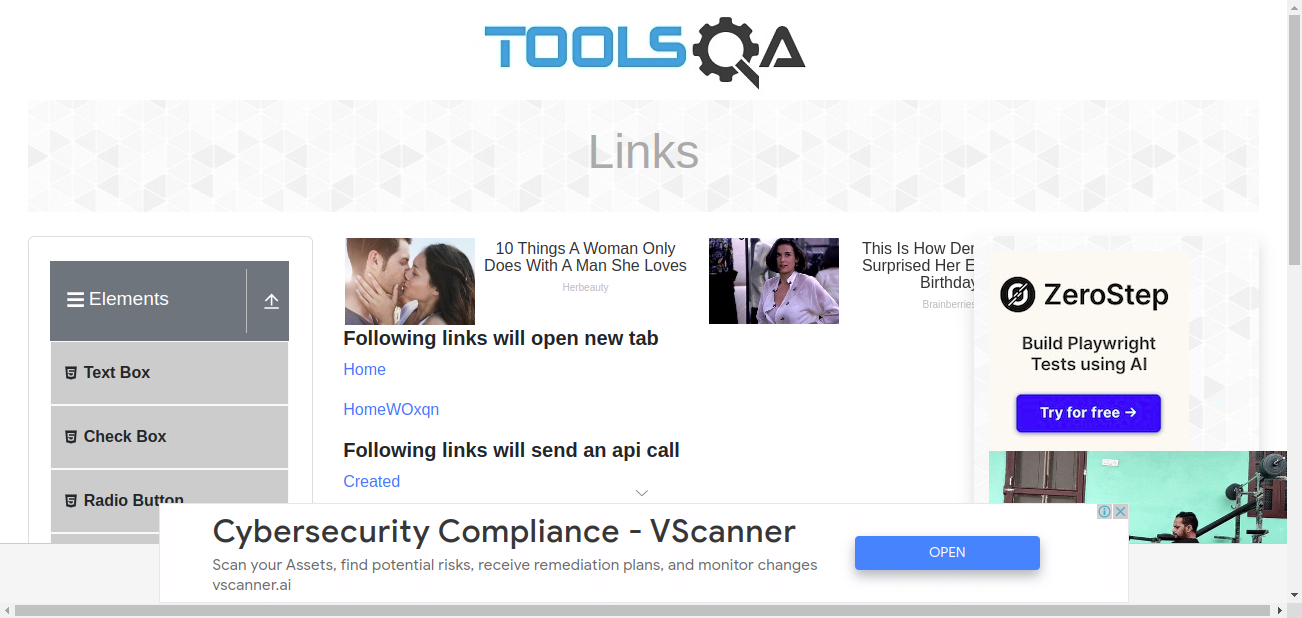 TOOLSQA
Links
Elements
Text Box
Check Box
Radio Button
10 Things A Woman Only
Does With A Man She Loves
Herbeauty
This Is How Der
Surprised Her E
Birthday
Brainberries
Following links will open new tab
Home
HomeWOxqn
Following links will send an api call
Created
ZeroStep
Build Playwright
Tests using AI
Try for free →
Cybersecurity Compliance - VScanner
Scan your Assets, find potential risks, receive remediation plans, and monitor changes
vscanner.ai
OPEN